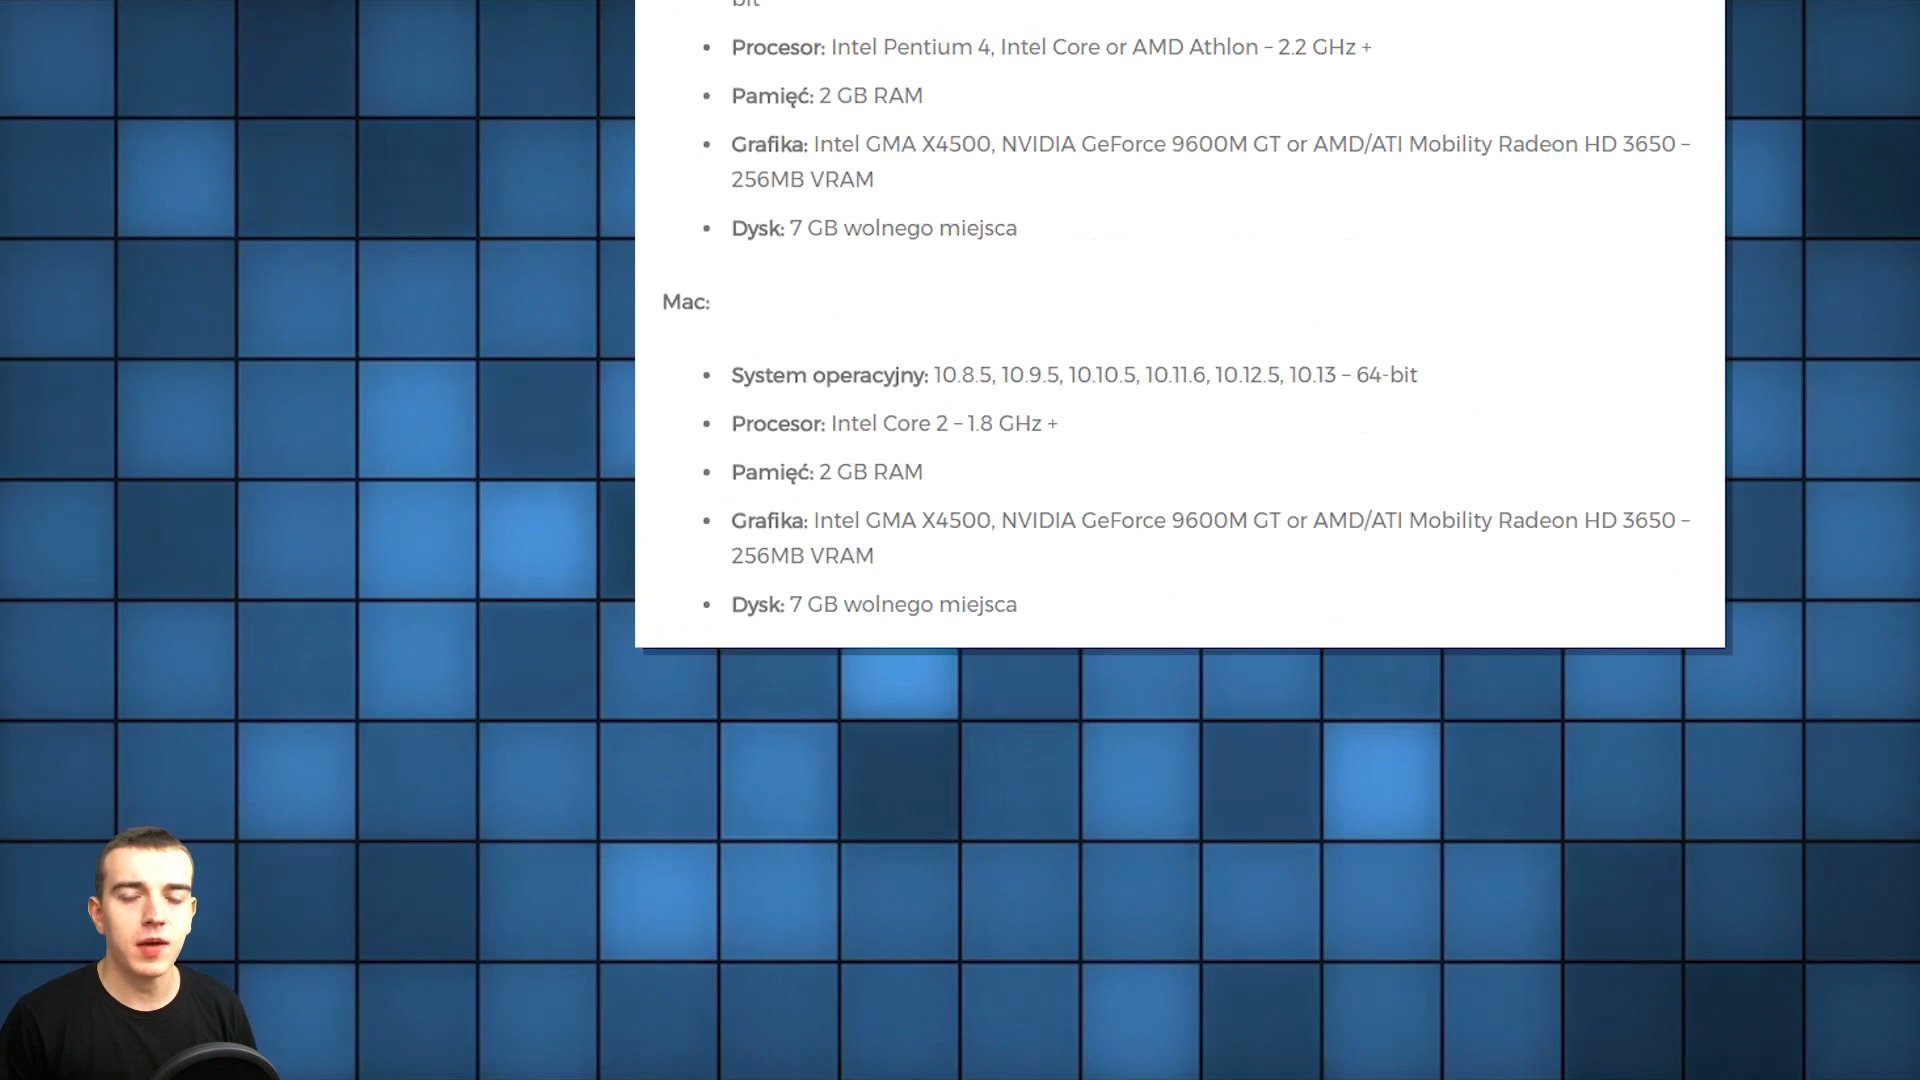 bit
Procesor: Intel Pentium 4, Intel Core or AMD Athlon – 2.2 GHz +
Pamięć: 2 GB RAM
Grafika: Intel GMA X4500, NVIDIA GeForce 9600M GT or AMD/ATI Mobility Radeon HD 3650 –
256MB VRAM
Dysk: 7 GB wolnego miejsca
Mac:
System operacyjny: 10.8.5, 10.9.5, 10.10.5, 10.11.6, 10.12.5, 10.13 – 64-bit
Procesor: Intel Core 2 – 1.8 GHz +
Pamięć: 2 GB RAM
Grafika: Intel GMA X4500, NVIDIA GeForce 9600M GT or AMD/ATI Mobility Radeon HD 3650 –
256MB VRAM
Dysk: 7 GB wolnego miejsca